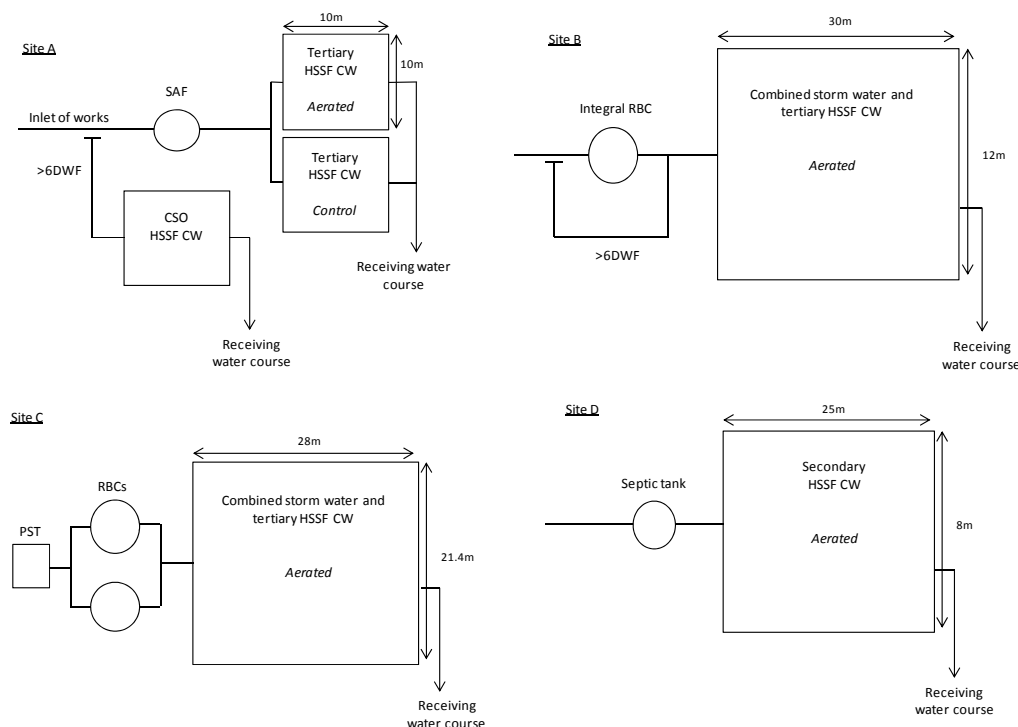 Site A
10m
Tertiary
HSSF CW
Aerated
10m
SAF
Inlet of works
>6DWF
Tertiary
HSSF CW
Control
CSO
HSSF CW
Receiving water
course
Receiving
water course
Site B
30m
Integral RBC
Combined storm water and
tertiary HSSF CW
Aerated
12m
>6DWF
Receiving
water course
Site C
28m
RBCs
PST
Combined storm water and
tertiary HSSF CW
Aerated
21.4m
Receiving
water course
Site D
25m
Septic tank
Secondary
HSSF CW
Aerated
8m
Receiving
water course